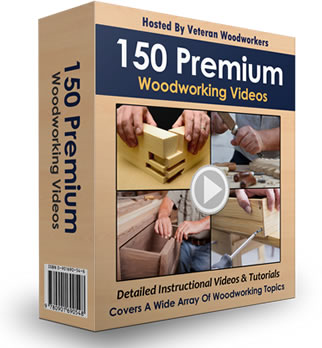 Hosted By Veteran Woodworkers
150 Premium
Woodworking Videos
Detailed Instructional Videos & Tutorials
Covers A Wide Array Of Woodworking Topics
150 Premium
Woodworking Videos